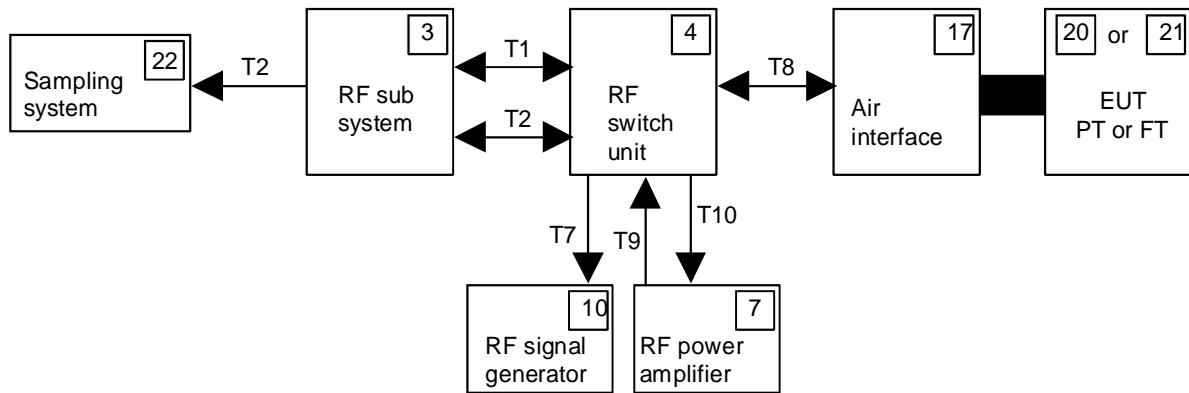 22
Sampling
system
T2
3
RF sub
system
T1
T2
4
RF
switch
unit
T8
17
Air
interface
20 or 21
EUT
PT or FT
T7
T9
T10
10
RF signal
generator
7
RF power
amplifier